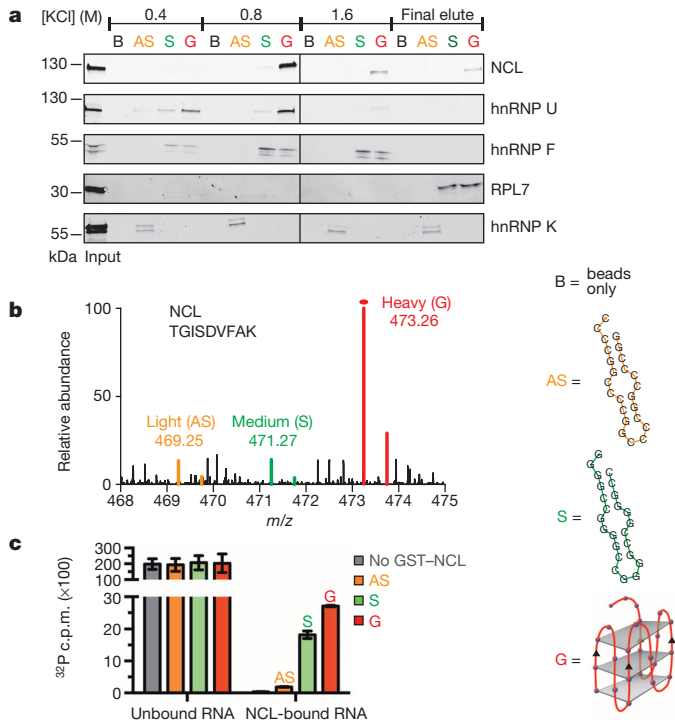 a
[KCl] (M) 0.4 0.8 1.6 Final elute
B AS S G B AS S G B AS S G B AS S G
130 NCL
130 hnRNP U
55 hnRNP F
30 RPL7
55 hnRNP K
kDa Input
b
NCL
TGISDVFAK
Heavy (G)
473.26
Light (AS)
469.25
Medium (S)
471.27
Relative abundance
100
50
0
468 469 470 471 472 473 474 475
m/z
B = beads only
AS =
S =
G =
c
32P c.p.m. (×100)
300
200
100
30
20
10
0
No GST–NCL
AS
S
G
AS
S
G
Unbound RNA NCL-bound RNA